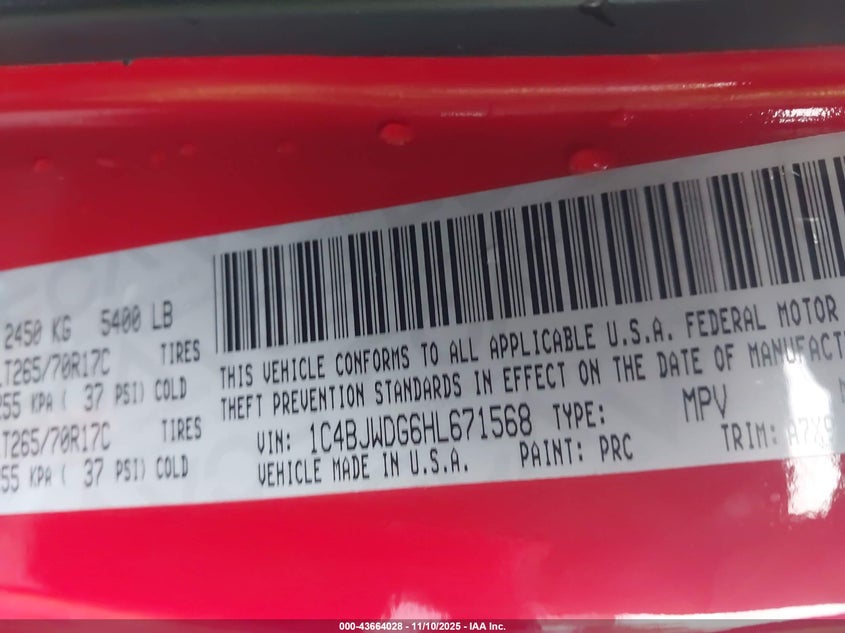 2450 KG 5400 LB
LT265/70R17C TIRES
255 KPA ( 37 PSI) COLD
LT265/70R17C TIRES
255 KPA ( 37 PSI) COLD
THIS VEHICLE CONFORMS TO ALL APPLICABLE U.S.A. FEDERAL MOTOR
THEFT PREVENTION STANDARDS IN EFFECT ON THE DATE OF MANUFACT
VIN: 1C4BJWDG6HL671568 TYPE: MPV
VEHICLE MADE IN U.S.A. PAINT: PRC TRIM:
000-43664028 - 11/10/2025 - IAA Inc.